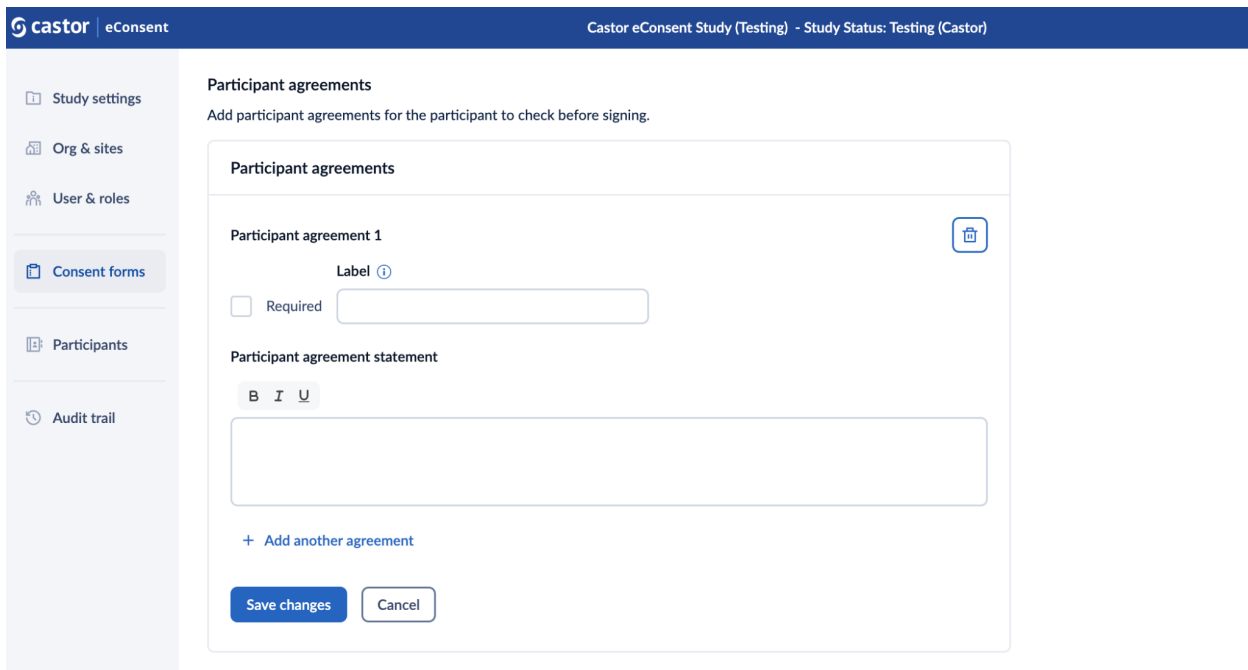 castor | eConsent
Castor eConsent Study (Testing) - Study Status: Testing (Castor)
Study settings
Org & sites
User & roles
Consent forms
Participants
Audit trail
Participant agreements
Add participant agreements for the participant to check before signing.
Participant agreements
Participant agreement 1
Label
Required
Participant agreement statement
B I U
+ Add another agreement
Save changes
Cancel